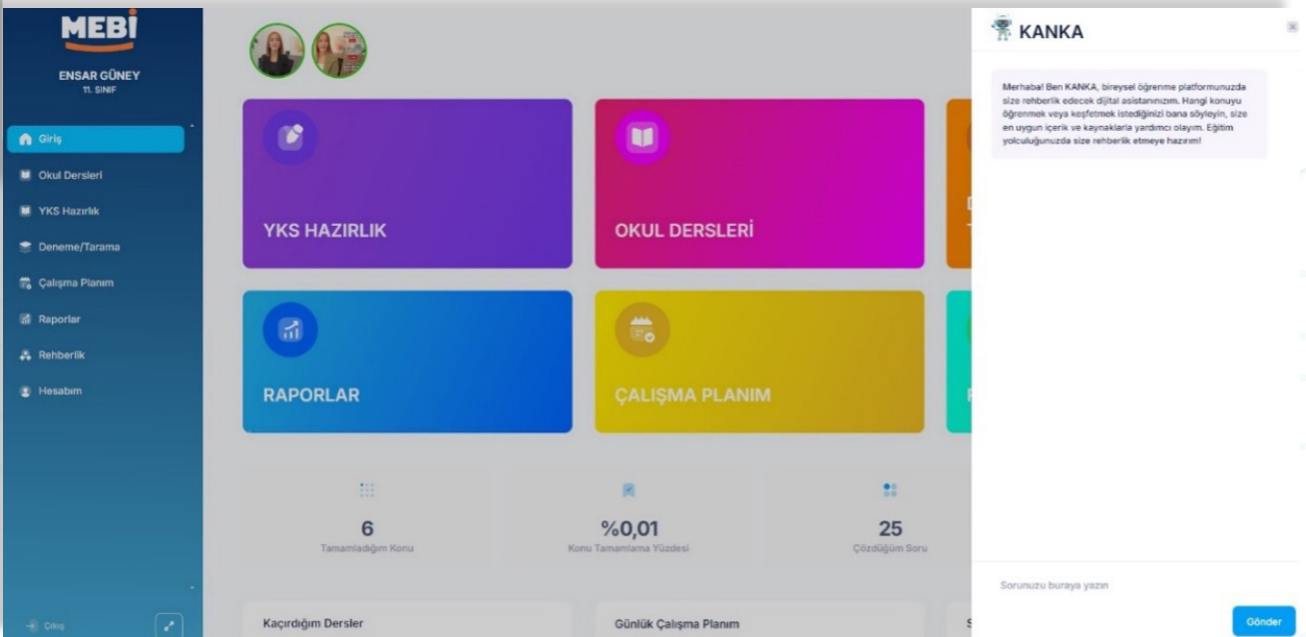 MEBİ
ENSAR GÜNEY
11. SINIF
Giriş
Okul Dersleri
YKS Hazırlık
Deneme/Tarama
Çalışma Planım
Raporlar
Rehberlik
Hesabım
Çıkış
YKS HAZIRLIK
OKUL DERSLERİ
RAPORLAR
ÇALIŞMA PLANIM
6
Tamamladığım Konu
%0,01
Konu Tamamlama Yüzdesi
25
Çözdüğüm Soru
Kaçırdığım Dersler
Günlük Çalışma Planım
KANKA
Merhaba! Ben KANKA, bireysel öğrenme platformunuzda
size rehberlik edecek dijital asistanınızım. Hangi konuyu
öğrenmek veya keşfetmek istediğinizi bana söyleyin, size
en uygun içerik ve kaynaklarla yardımcı olayım. Eğitim
yolculuğunuzda size rehberlik etmeye hazırım!
Sorunuzu buraya yazın
Gönder